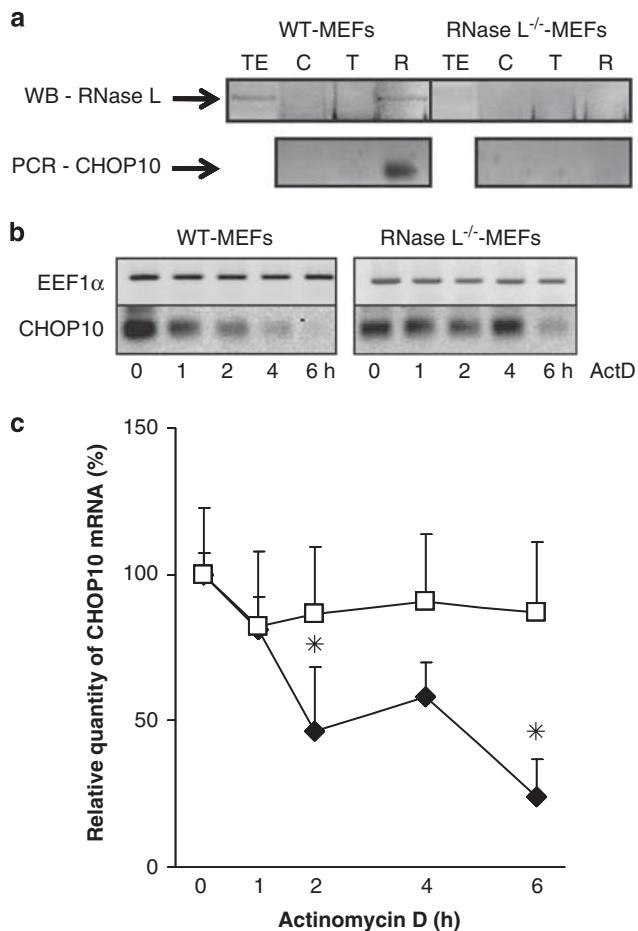 a
WT-MEFs RNase L-/--MEFs
TE C T R TE C T R
WB - RNase L
PCR - CHOP10
b
WT-MEFs RNase L-/--MEFs
EEF1α
CHOP10
0 1 2 4 6 h 0 1 2 4 6 h ActD
c
Relative quantity of CHOP10 mRNA (%)
150
100
50
0
* *
0 1 2 4 6
Actinomycin D (h)